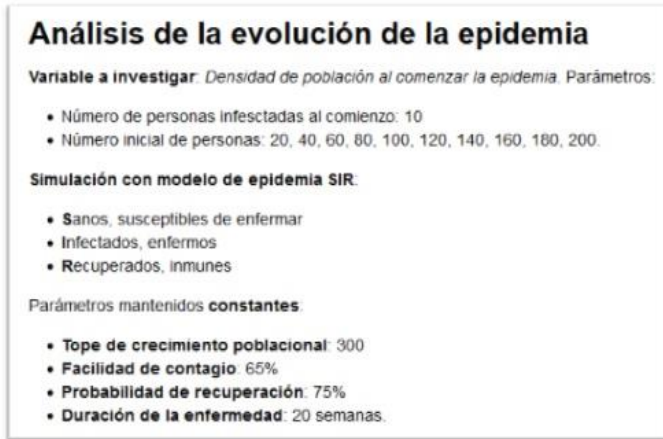 Análisis de la evolución de la epidemia
Variable a investigar: Densidad de población al comenzar la epidemia. Parámetros:
• Número de personas infesctadas al comienzo: 10
• Número inicial de personas: 20, 40, 60, 80, 100, 120, 140, 160, 180, 200.
Simulación con modelo de epidemia SIR:
• Sanos, susceptibles de enfermar
• Infectados, enfermos
• Recuperados, inmunes
Parámetros mantenidos constantes:
• Tope de crecimiento poblacional: 300
• Facilidad de contagio: 65%
• Probabilidad de recuperación: 75%
• Duración de la enfermedad: 20 semanas.